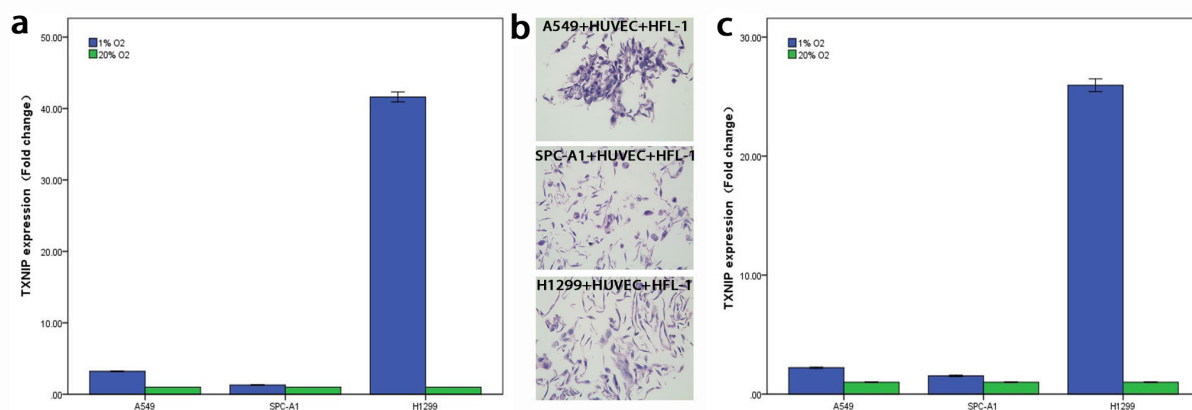 a
50.00
40.00
30.00
20.00
10.00
.00
TXNIP expression (Fold change)
1% O2
20% O2
A549
SPC-A1
H1299
b
A549+HUVEC+HFL-1
SPC-A1+HUVEC+HFL-1
H1299+HUVEC+HFL-1
c
30.00
20.00
10.00
.00
TXNIP expression (Fold change)
1% O2
20% O2
A549
SPC-A1
H1299